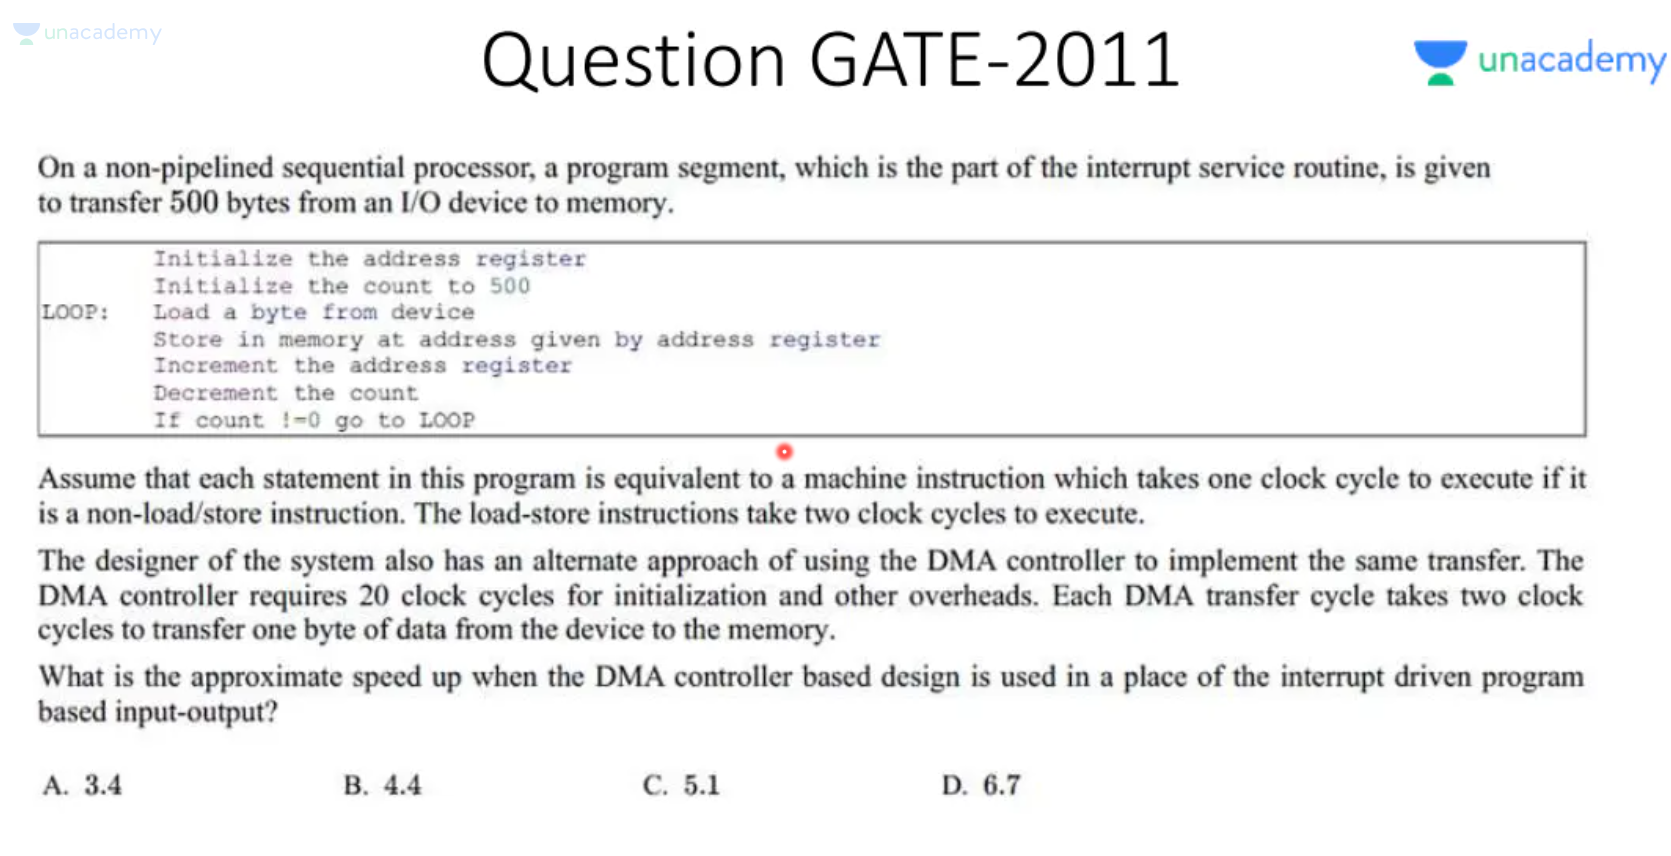 unacademy
Question GATE-2011
unacademy
On a non-pipelined sequential processor, a program segment, which is the part of the interrupt service routine, is given
to transfer 500 bytes from an I/O device to memory.
Initialize the address register
Initialize the count to 500
LOOP: Load a byte from device
Store in memory at address given by address register
Increment the address register
Decrement the count
If count !=0 go to LOOP
Assume that each statement in this program is equivalent to a machine instruction which takes one clock cycle to execute if it
is a non-load/store instruction. The load-store instructions take two clock cycles to execute.
The designer of the system also has an alternate approach of using the DMA controller to implement the same transfer. The
DMA controller requires 20 clock cycles for initialization and other overheads. Each DMA transfer cycle takes two clock
cycles to transfer one byte of data from the device to the memory.
What is the approximate speed up when the DMA controller based design is used in a place of the interrupt driven program
based input-output?
A. 3.4 B. 4.4 C. 5.1 D. 6.7